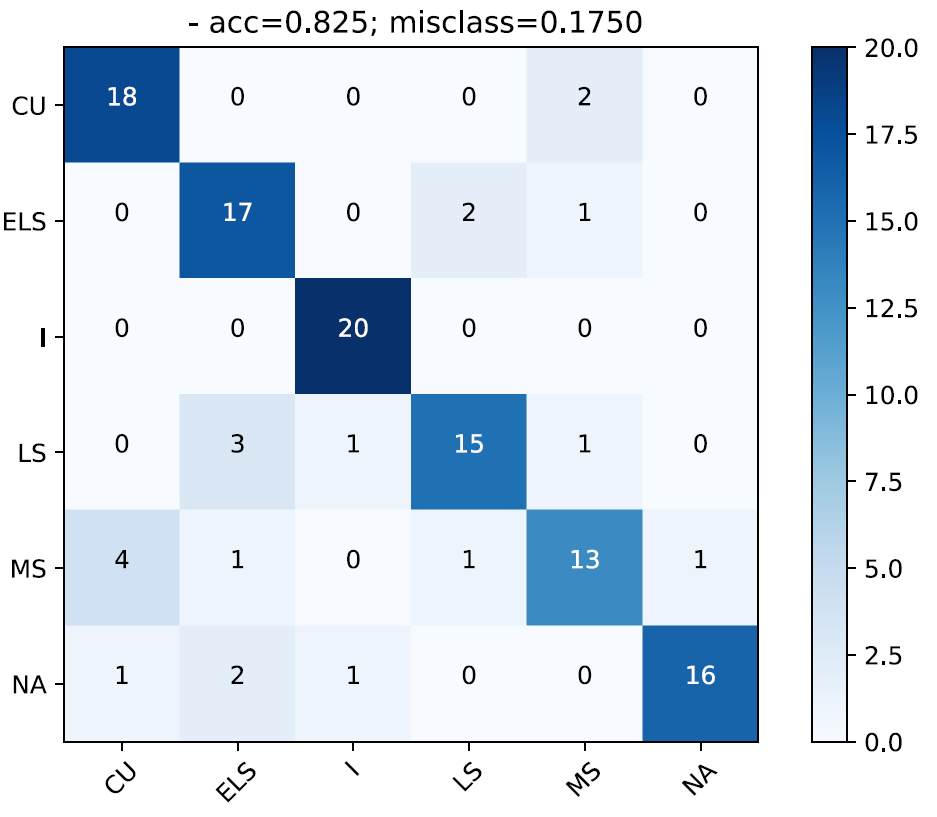 - acc=0.825; misclass=0.1750
CU 18 0 0 0 2 0
ELS 0 17 0 2 1 0
I 0 0 20 0 0 0
LS 0 3 1 15 1 0
MS 4 1 0 1 13 1
NA 1 2 1 0 0 16
CU ELS I LS MS NA
20.0
17.5
15.0
12.5
10.0
7.5
5.0
2.5
0.0